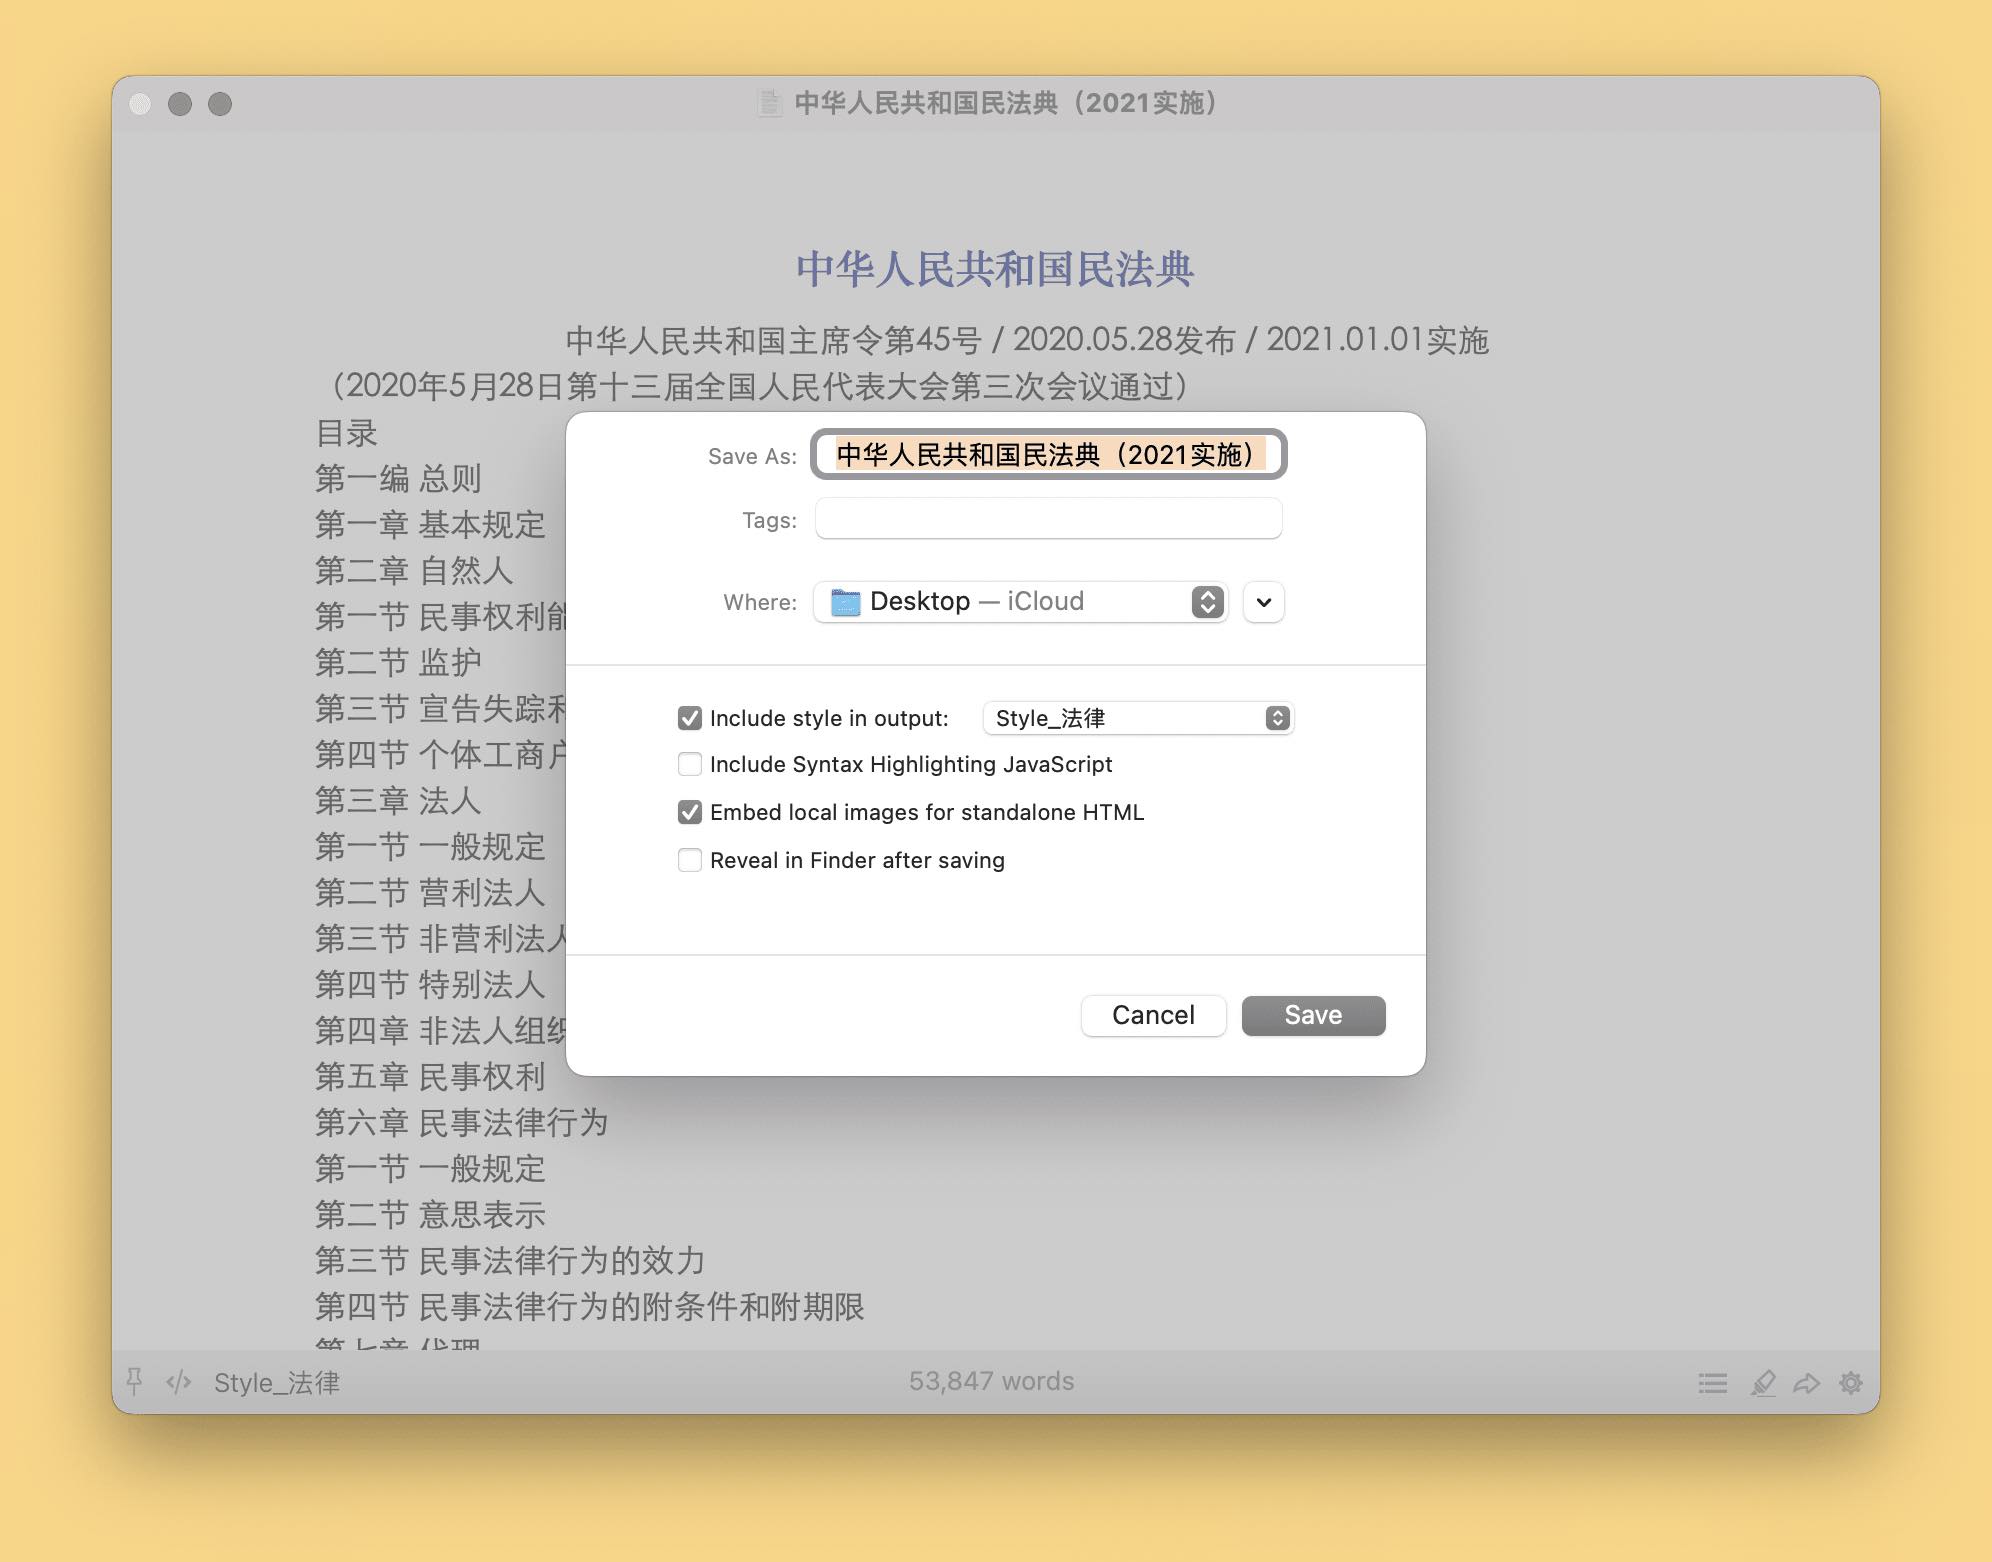 中华人民共和国民法典（2021实施）
中华人民共和国民法典
中华人民共和国主席令第45号 / 2020.05.28发布 / 2021.01.01实施
（2020年5月28日第十三届全国人民代表大会第三次会议通过）
目录
第一编 总则
第一章 基本规定
第二章 自然人
第一节 民事权利能
第二节 监护
第三节 宣告失踪和
第四节 个体工商户
第三章 法人
第一节 一般规定
第二节 营利法人
第三节 非营利法人
第四节 特别法人
第四章 非法人组织
第五章 民事权利
第六章 民事法律行为
第一节 一般规定
第二节 意思表示
第三节 民事法律行为的效力
第四节 民事法律行为的附条件和附期限
第七章 代理
Save As: 中华人民共和国民法典（2021实施）
Tags:
Where: Desktop — iCloud
Include style in output: Style_法律
Include Syntax Highlighting JavaScript
Embed local images for standalone HTML
Reveal in Finder after saving
Cancel Save
Style_法律 53,847 words